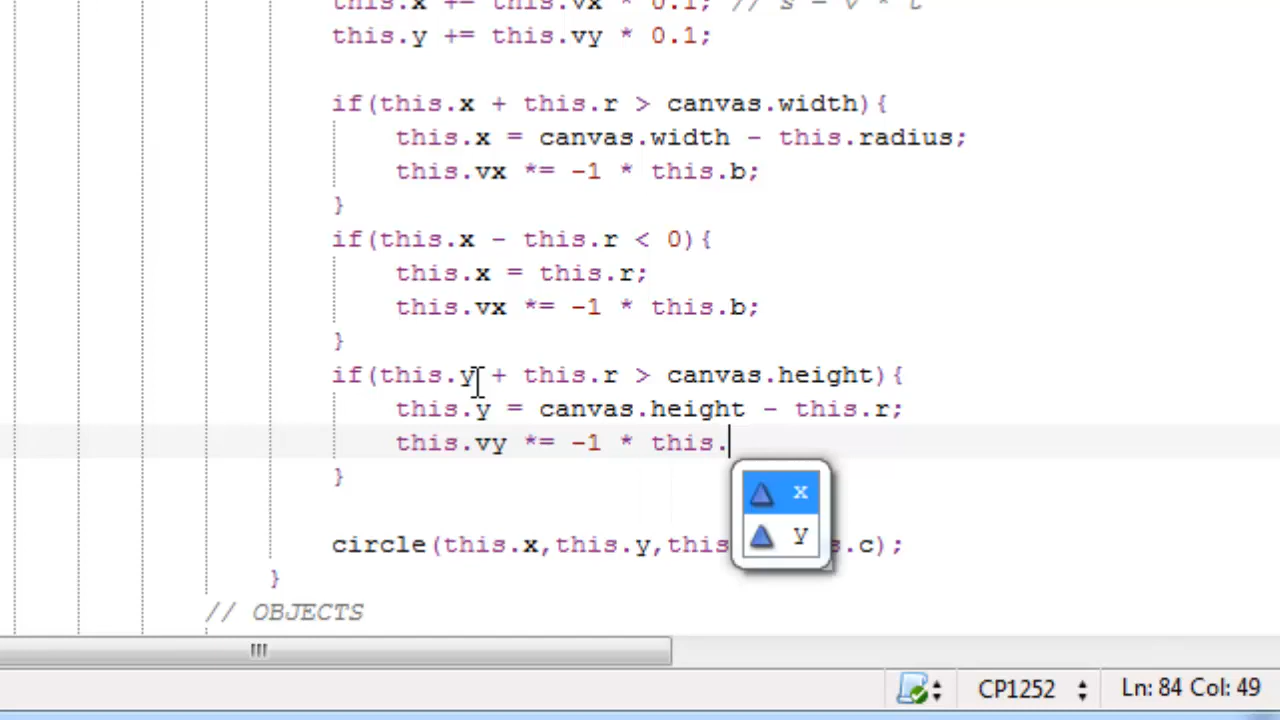 this.x += this.vx * 0.1; // s = v * t
this.y += this.vy * 0.1;
if(this.x + this.r > canvas.width){
this.x = canvas.width - this.radius;
this.vx *= -1 * this.b;
}
if(this.x - this.r < 0){
this.x = this.r;
this.vx *= -1 * this.b;
}
if(this.y + this.r > canvas.height){
this.y = canvas.height - this.r;
this.vy *= -1 * this.
}
x
y
circle(this.x,this.y,this .c);
}
// OBJECTS
CP1252
Ln: 84 Col: 49